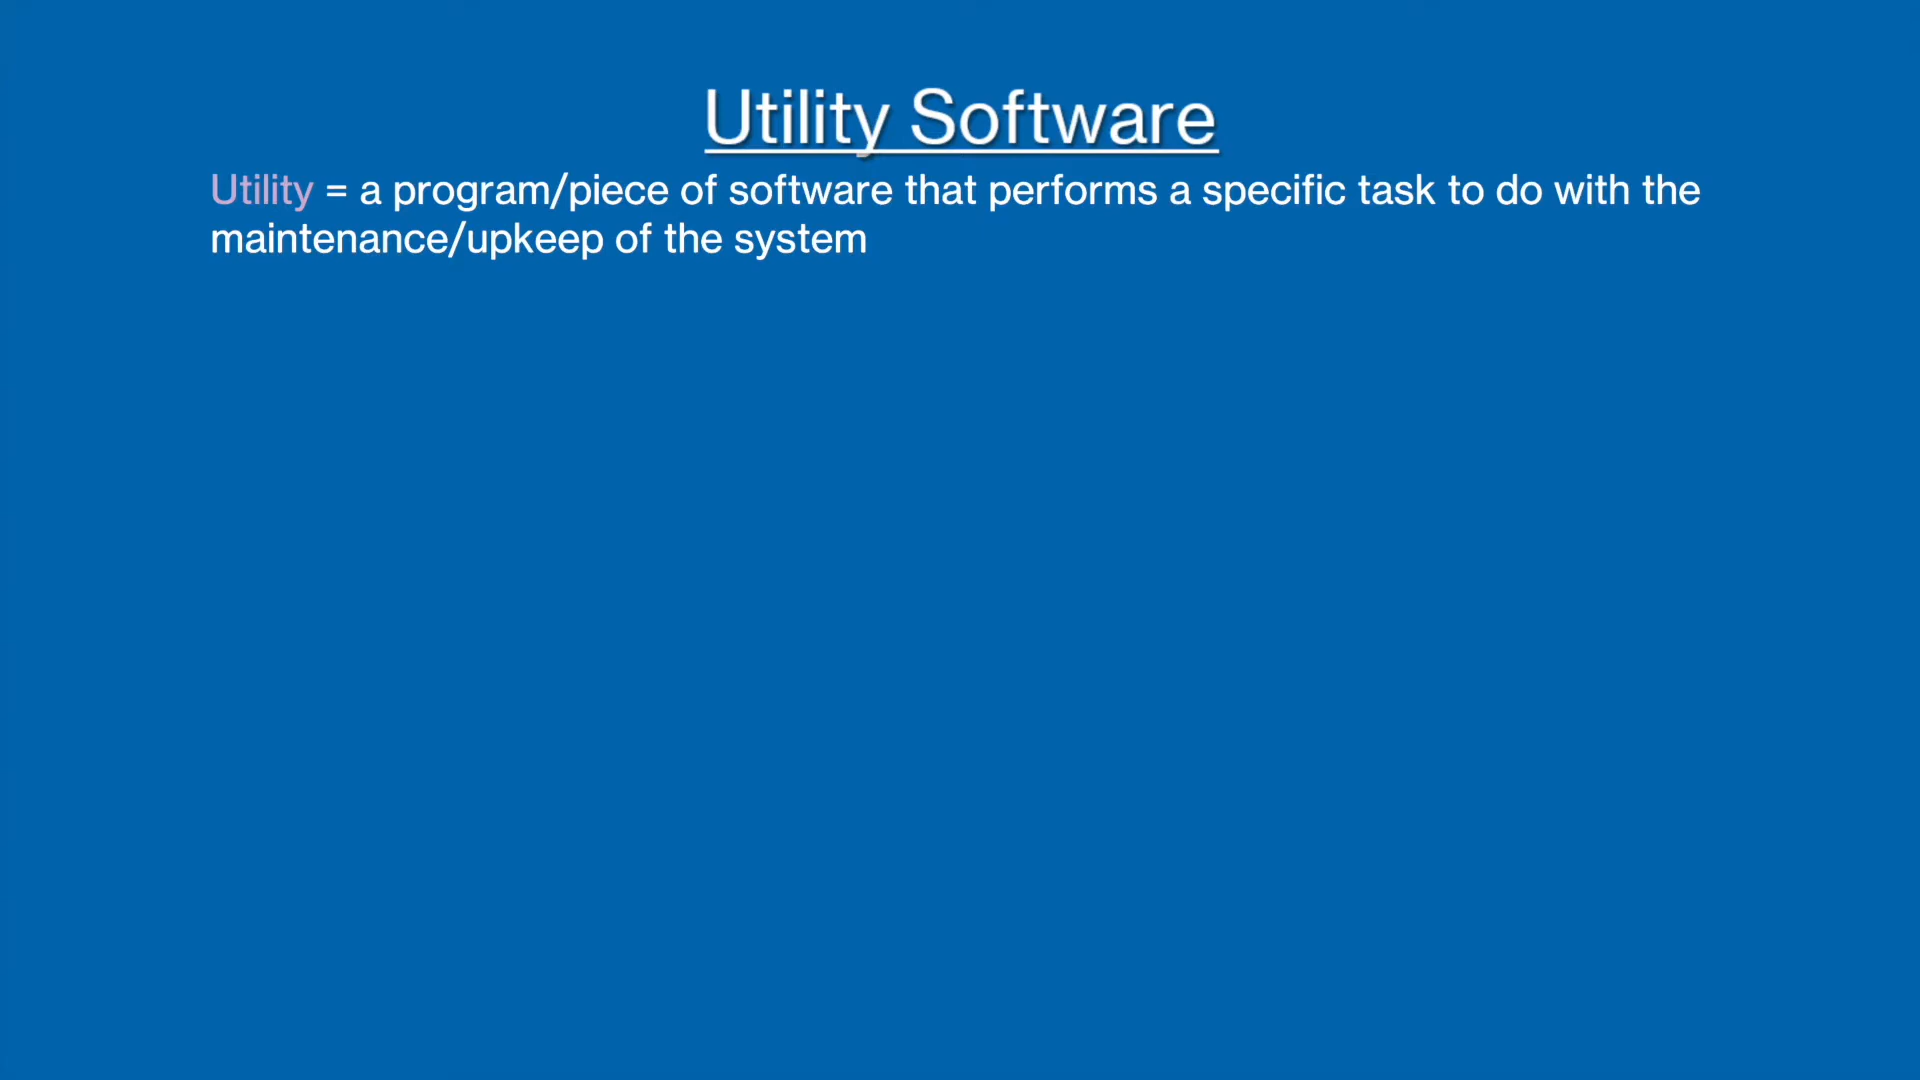 Utility Software
Utility = a program/piece of software that performs a specific task to do with the
maintenance/upkeep of the system